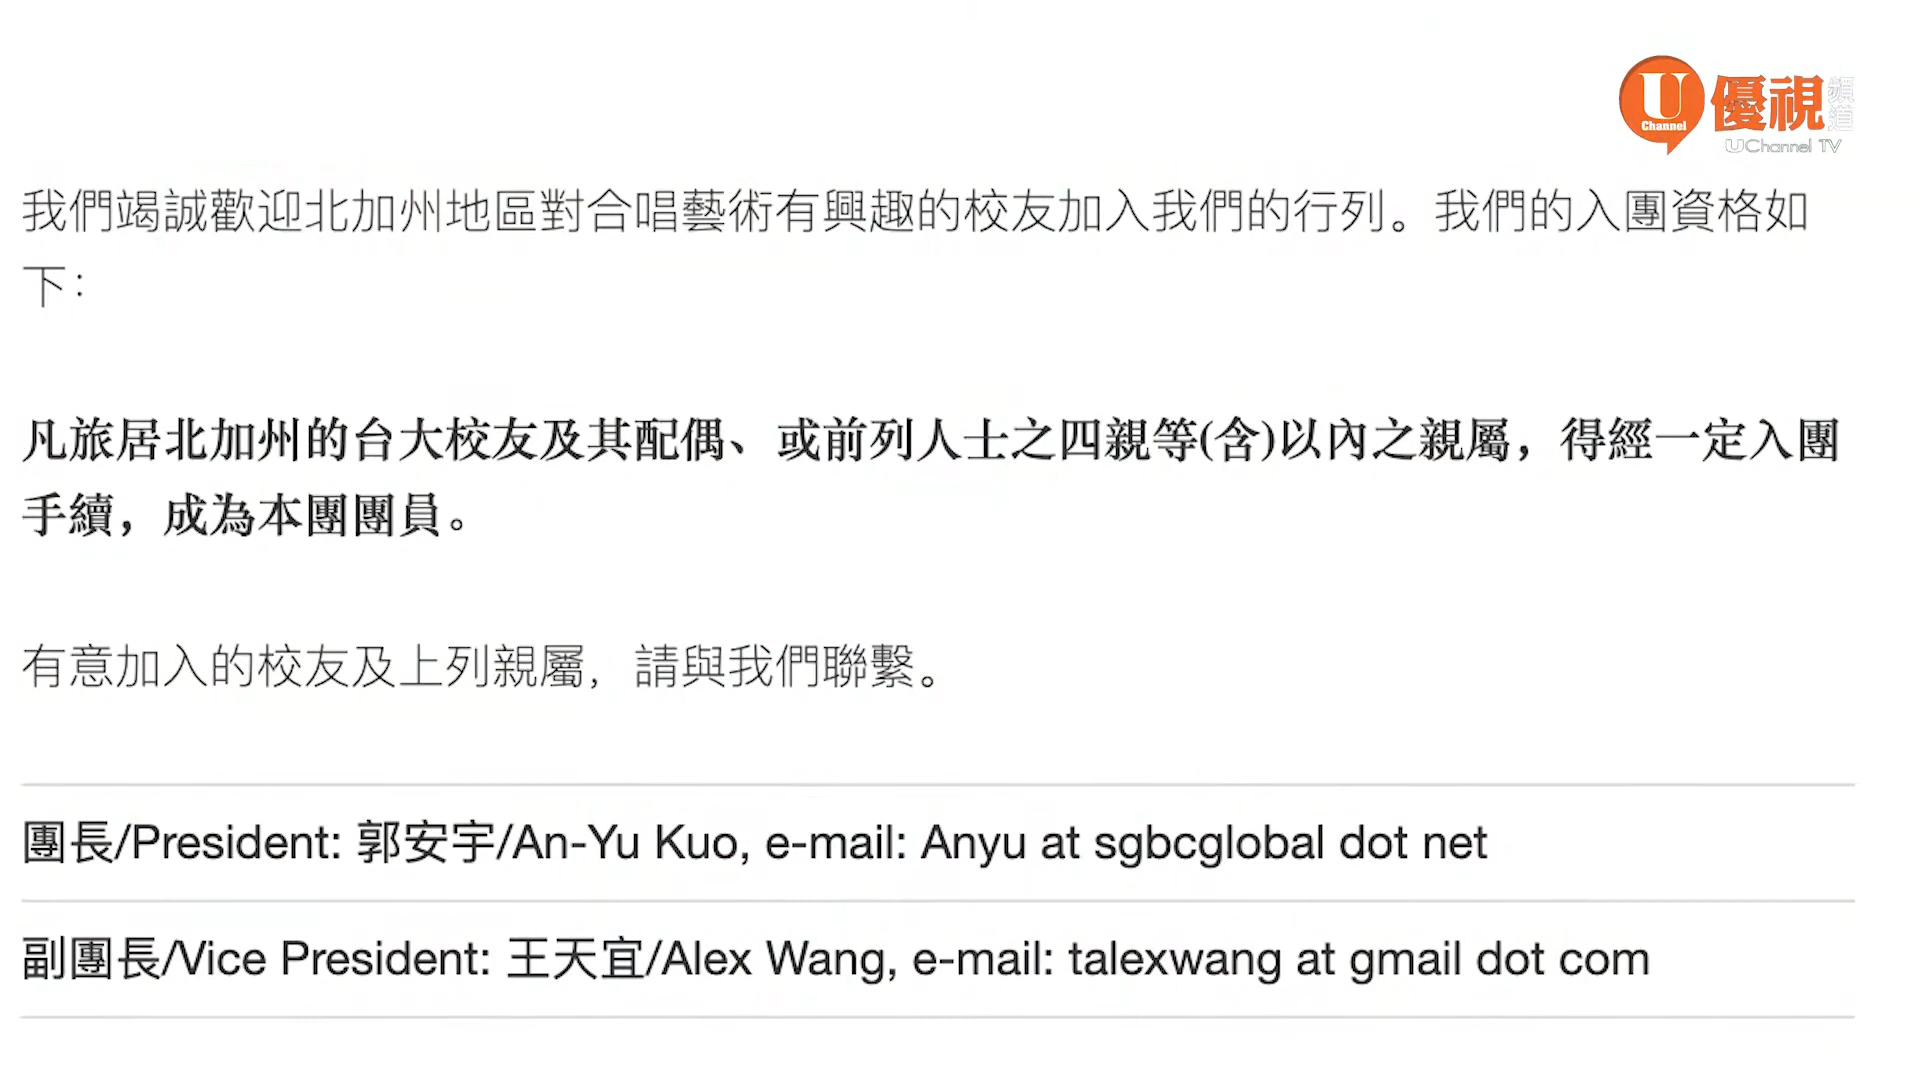 U Channel 優視頻道
UChannel TV
我們竭誠歡迎北加州地區對合唱藝術有興趣的校友加入我們的行列。我們的入團資格如
下：
凡旅居北加州的台大校友及其配偶、或前列人士之四親等(含)以內之親屬，得經一定入團
手續，成為本團團員。
有意加入的校友及上列親屬，請與我們聯繫。
團長/President: 郭安宇/An-Yu Kuo, e-mail: Anyu at sgbcglobal dot net
副團長/Vice President: 王天宜/Alex Wang, e-mail: talexwang at gmail dot com